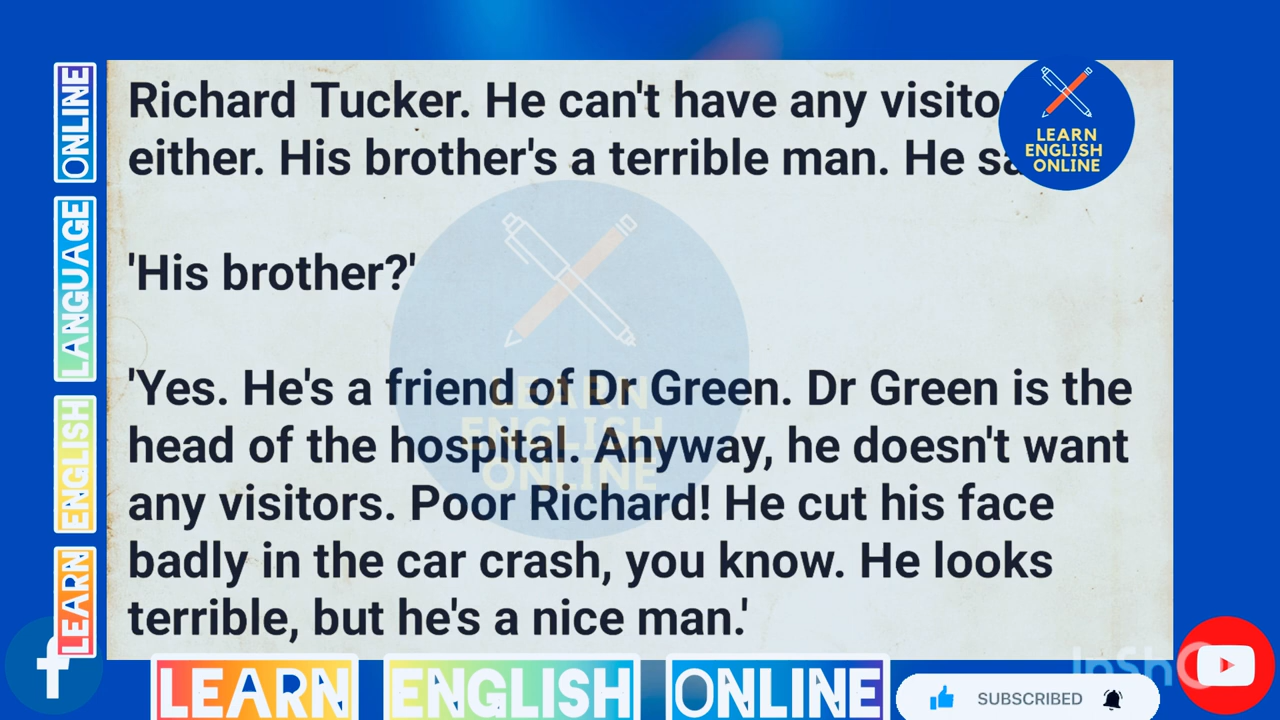 Richard Tucker. He can't have any
either. His brother's a terrible man. He
'His brother?'
'Yes. He's a friend of Dr Green. Dr Green is the
head of the hospital. Anyway, he doesn't want
any visitors. Poor Richard! He cut his face
badly in the car crash, you know. He looks
terrible, but he's a nice man.'
LEARN
ENGLISH
ONLINE
LEARN
ENGLISH
ONLINE
LEARN ENGLISH LANGUAGE ONLINE
LEARN ENGLISH ONLINE
SUBSCRIBED